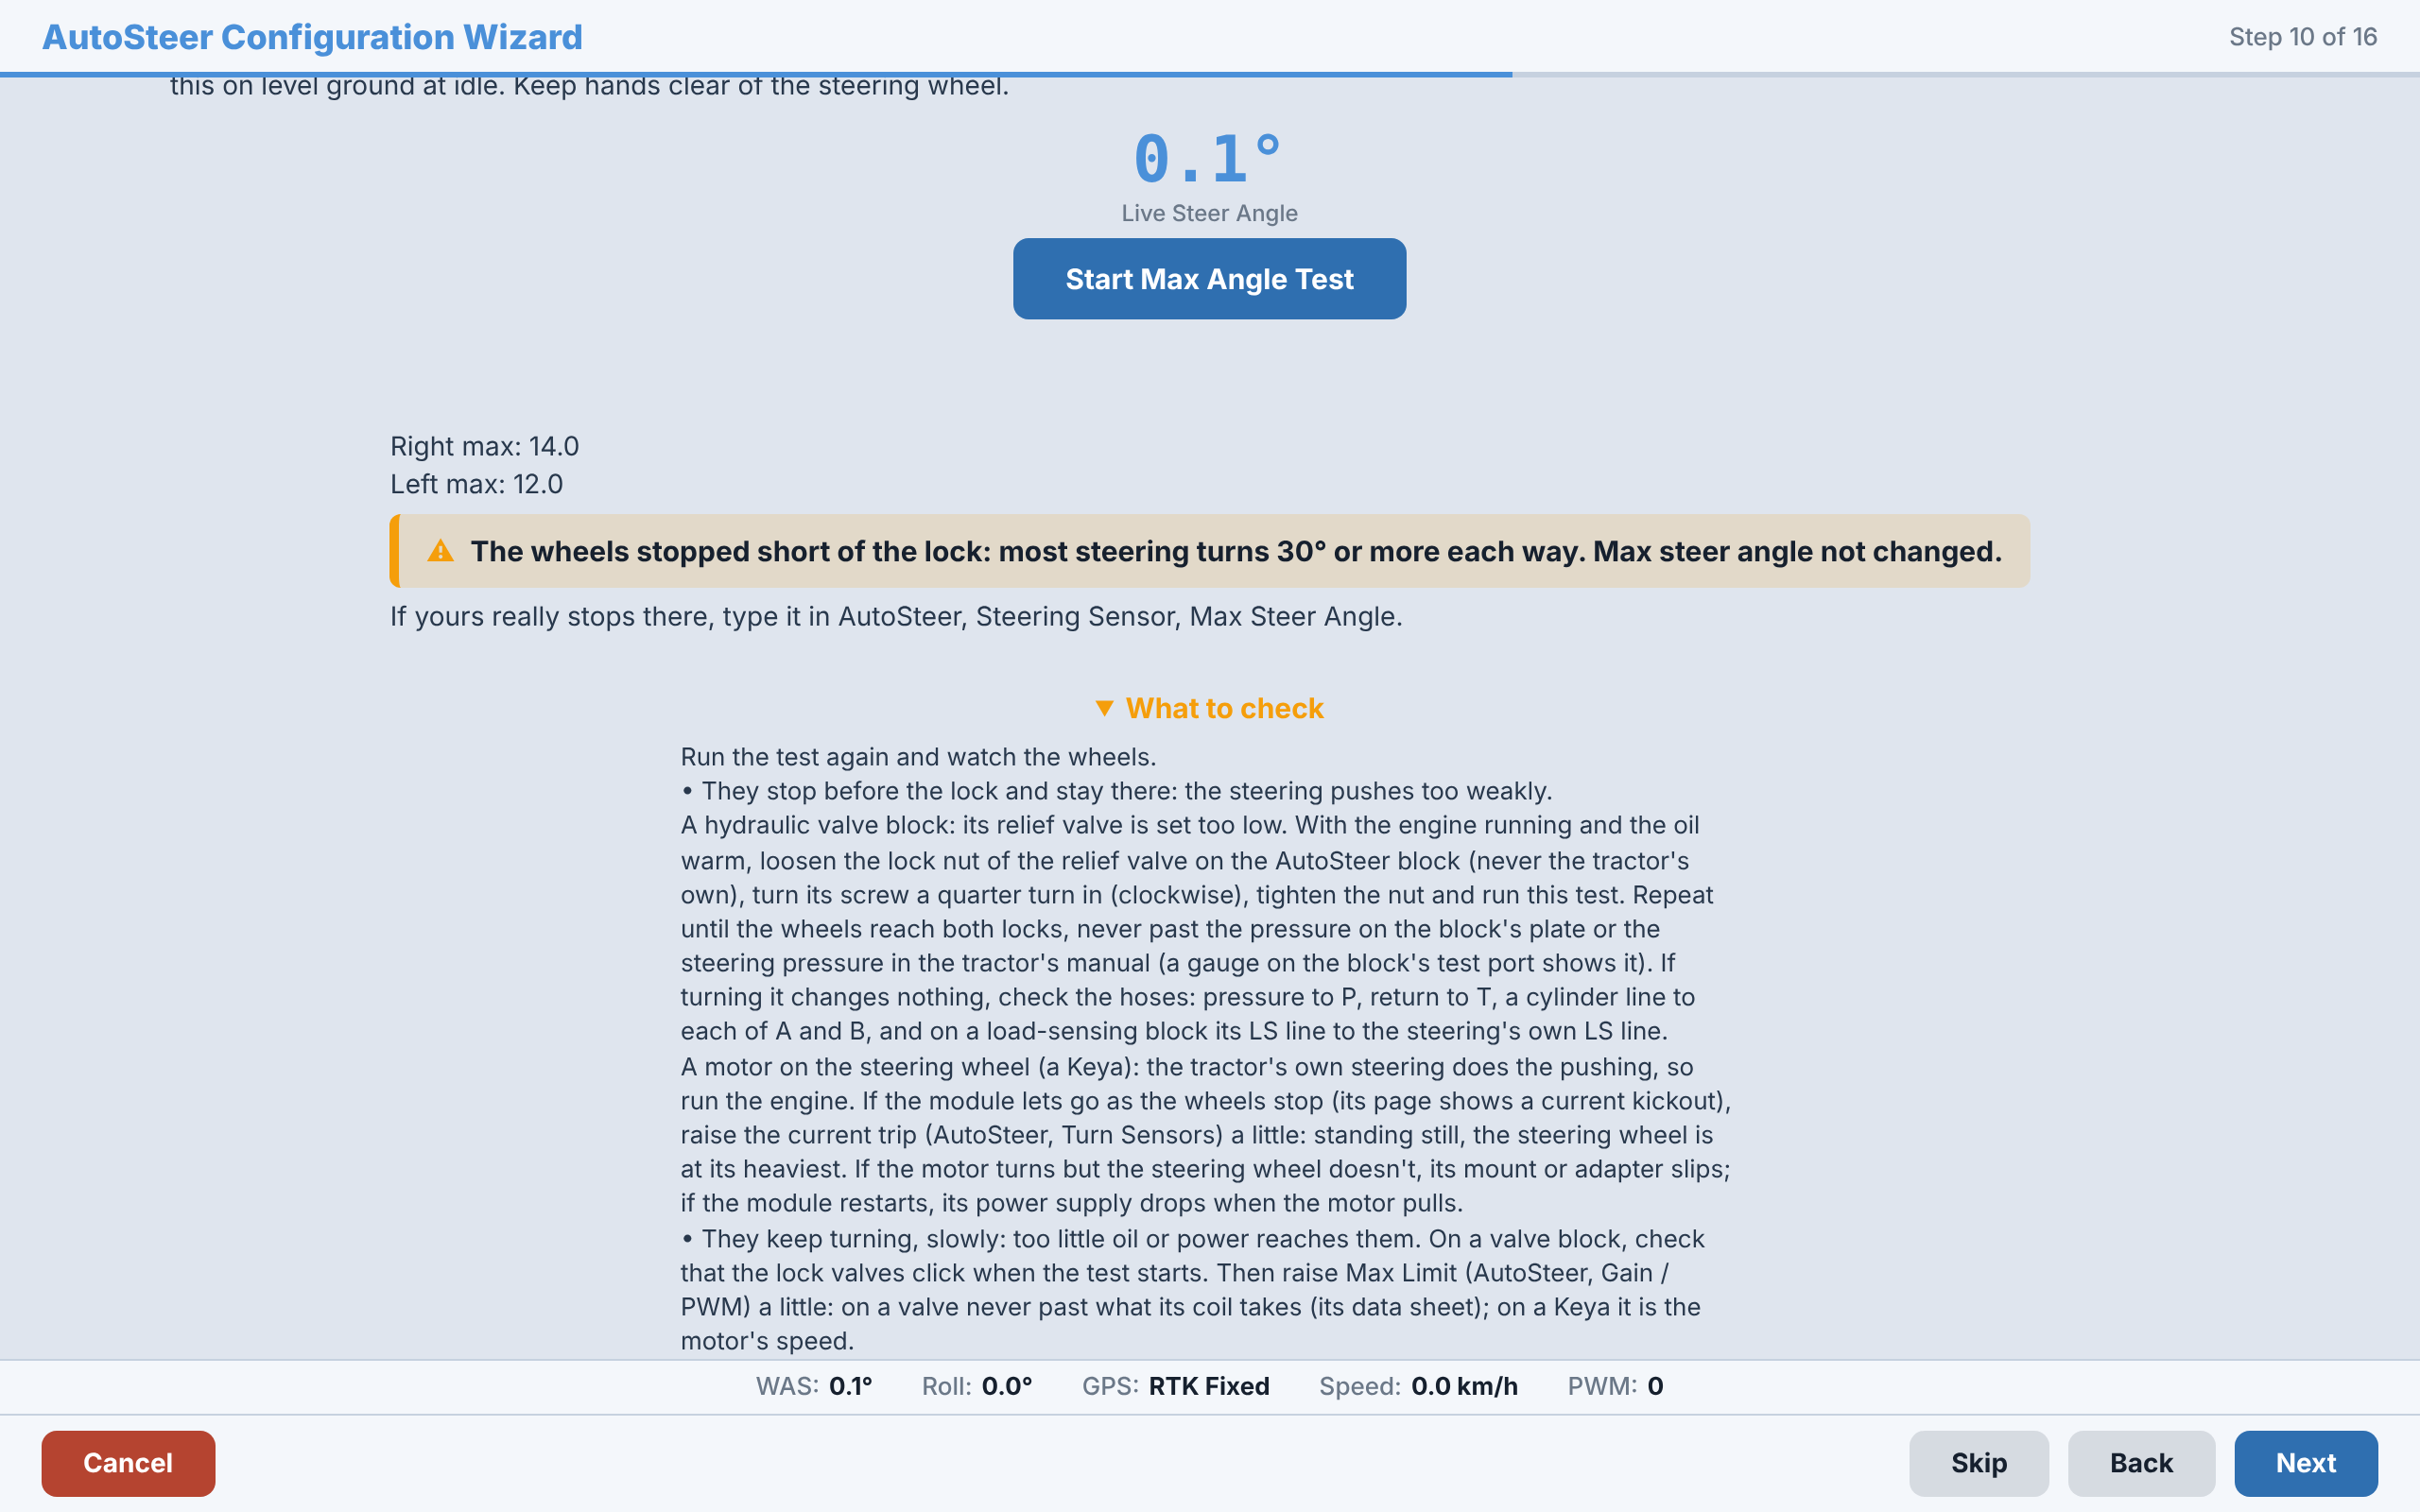 AutoSteer Configuration Wizard
Step 10 of 16
this on level ground at idle. Keep hands clear of the steering wheel.
0.1°
Live Steer Angle
Start Max Angle Test
Right max: 14.0
Left max: 12.0
The wheels stopped short of the lock: most steering turns 30° or more each way. Max steer angle not changed.
If yours really stops there, type it in AutoSteer, Steering Sensor, Max Steer Angle.
▼ What to check
Run the test again and watch the wheels.
• They stop before the lock and stay there: the steering pushes too weakly.
A hydraulic valve block: its relief valve is set too low. With the engine running and the oil
warm, loosen the lock nut of the relief valve on the AutoSteer block (never the tractor's
own), turn its screw a quarter turn in (clockwise), tighten the nut and run this test. Repeat
until the wheels reach both locks, never past the pressure on the block's plate or the
steering pressure in the tractor's manual (a gauge on the block's test port shows it). If
turning it changes nothing, check the hoses: pressure to P, return to T, a cylinder line to
each of A and B, and on a load-sensing block its LS line to the steering's own LS line.
A motor on the steering wheel (a Keya): the tractor's own steering does the pushing, so
run the engine. If the module lets go as the wheels stop (its page shows a current kickout),
raise the current trip (AutoSteer, Turn Sensors) a little: standing still, the steering wheel is
at its heaviest. If the motor turns but the steering wheel doesn't, its mount or adapter slips;
if the module restarts, its power supply drops when the motor pulls.
• They keep turning, slowly: too little oil or power reaches them. On a valve block, check
that the lock valves click when the test starts. Then raise Max Limit (AutoSteer, Gain /
PWM) a little: on a valve never past what its coil takes (its data sheet); on a Keya it is the
motor's speed.
WAS: 0.1° Roll: 0.0° GPS: RTK Fixed Speed: 0.0 km/h PWM: 0
Cancel Skip Back Next